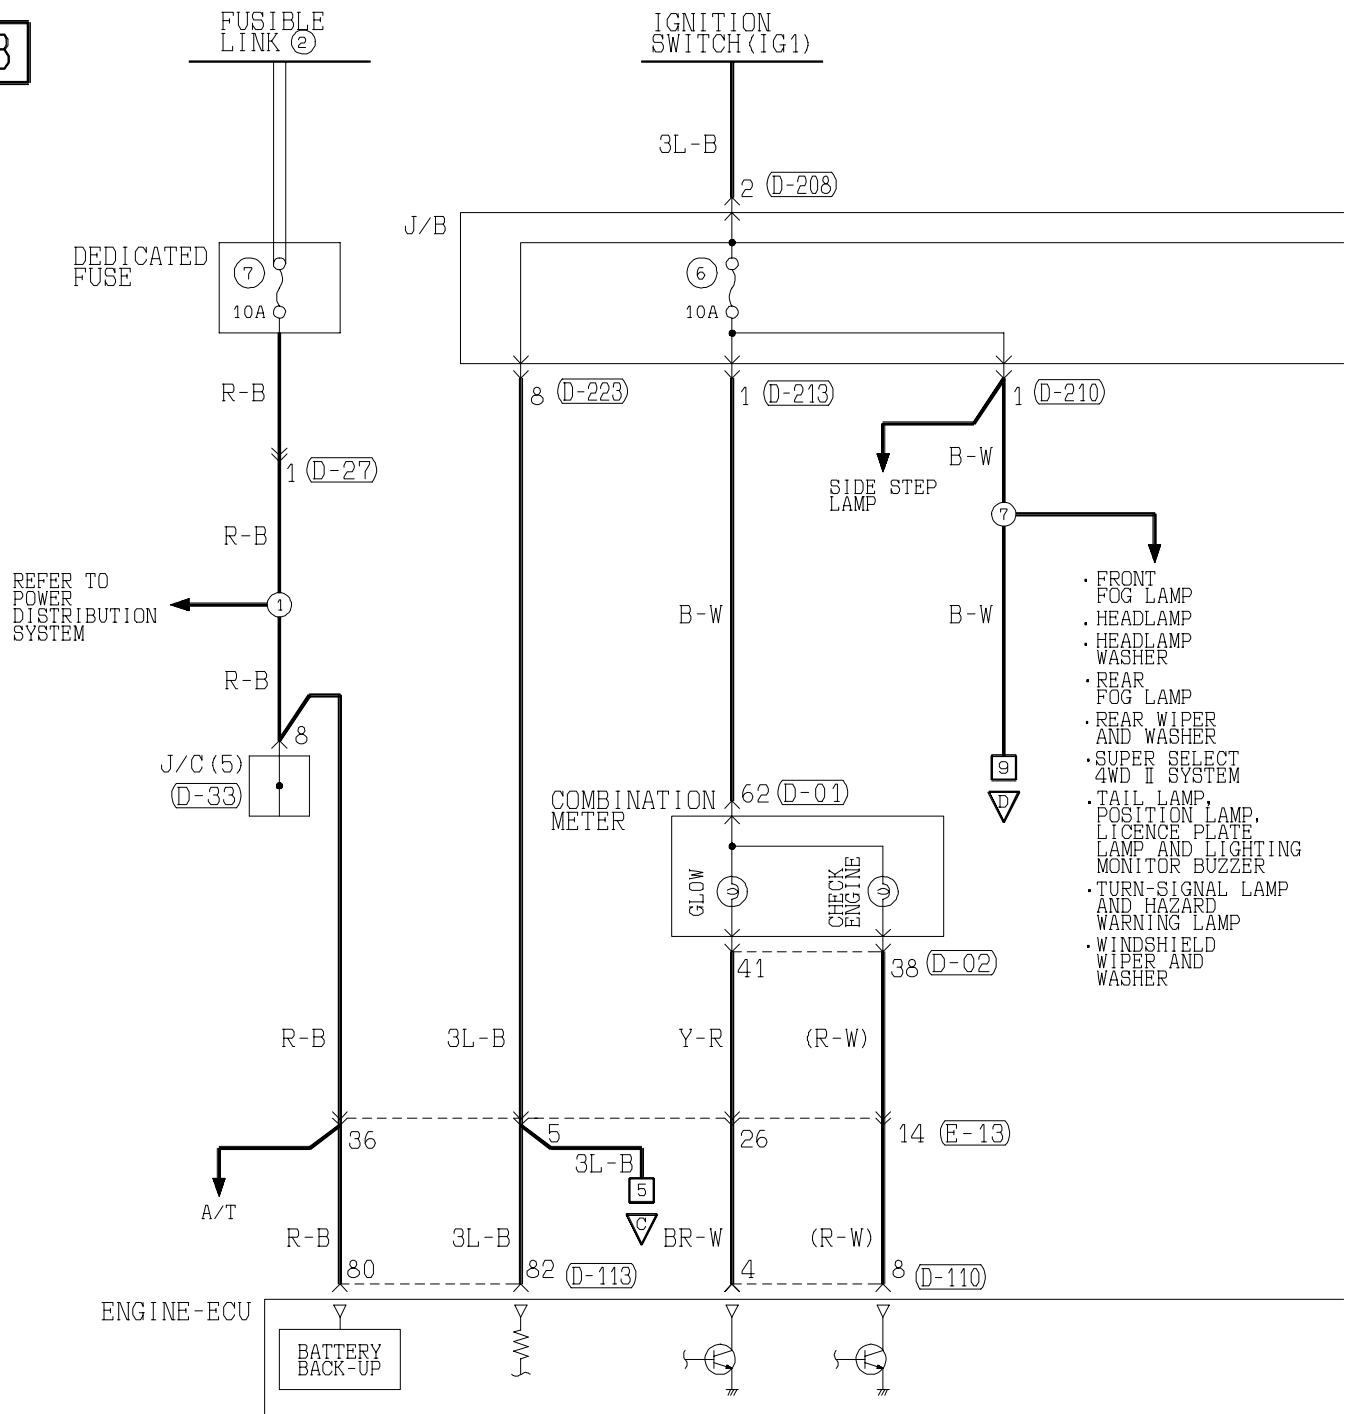 B
FUSIBLE
LINK ②
IGNITION
SWITCH(IG1)
3L-B
2 (D-208)
J/B
DEDICATED
FUSE
7
10A
6
10A
R-B
8 (D-223)
1 (D-213)
1 (D-210)
B-W
SIDE STEP
LAMP
1 (D-27)
7
R-B
REFER TO
POWER
DISTRIBUTION
SYSTEM
1
B-W
B-W
· FRONT
FOG LAMP
· HEADLAMP
· HEADLAMP
WASHER
· REAR
FOG LAMP
· REAR WIPER
AND WASHER
· SUPER SELECT
4WD II SYSTEM
· TAIL LAMP,
POSITION LAMP,
LICENCE PLATE
LAMP AND LIGHTING
MONITOR BUZZER
· TURN-SIGNAL LAMP
AND HAZARD
WARNING LAMP
· WINDSHIELD
WIPER AND
WASHER
R-B
8
J/C(5)
(D-33)
9
D
COMBINATION
METER
62 (D-01)
GLOW
CHECK
ENGINE
41
38 (D-02)
R-B
3L-B
Y-R
(R-W)
36
5
26
14 (E-13)
3L-B
5
C
A/T
R-B
3L-B
BR-W
(R-W)
80
82 (D-113)
4
8 (D-110)
ENGINE-ECU
BATTERY
BACK-UP